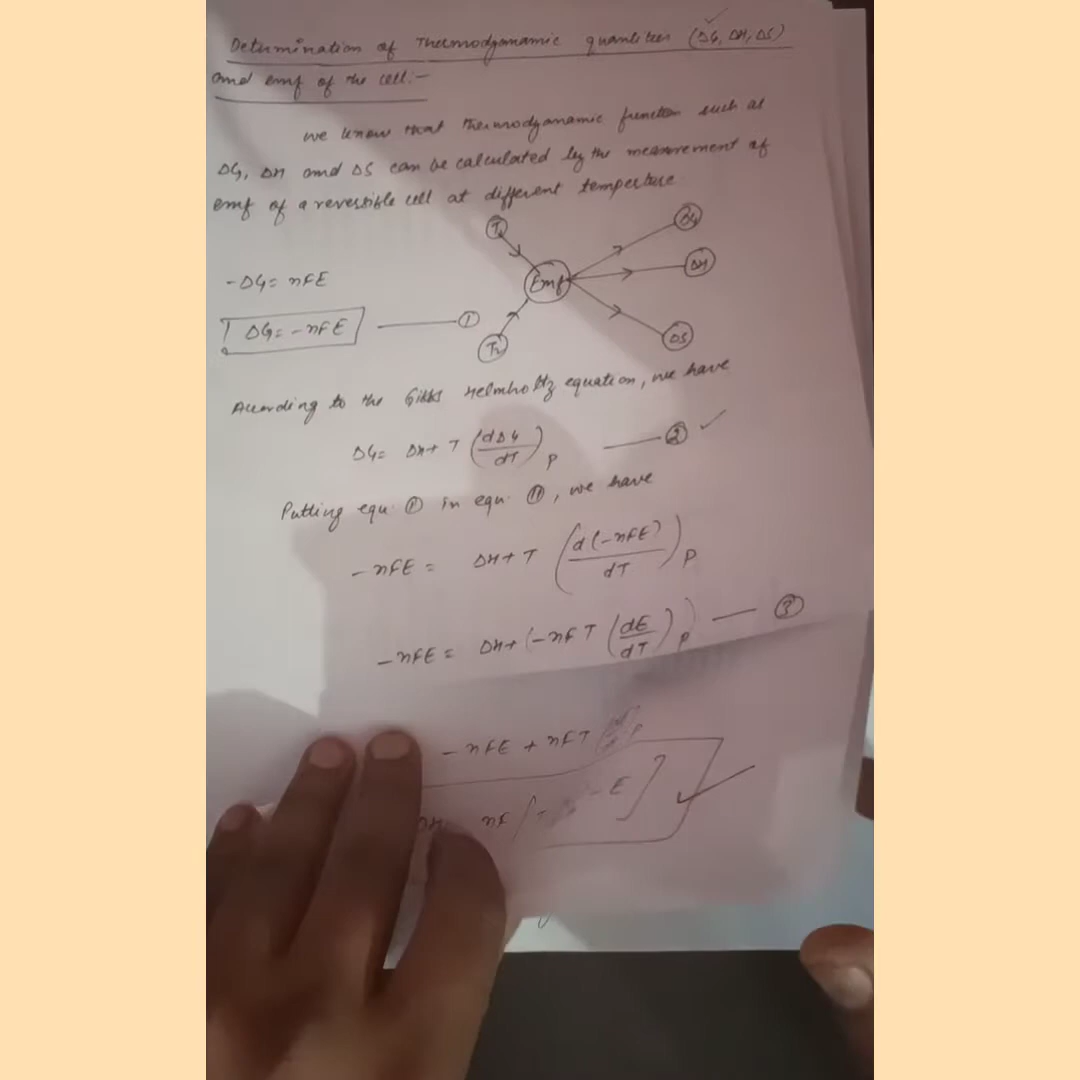 Determination of Thermodynamic quantities (ΔG, ΔH, ΔS)
and emf of the cell:-
we know that thermodynamic function such as
ΔG, ΔH and ΔS can be calculated by the measurement of
emf of a reversible cell at different temperture.
T₁ ΔG
-ΔG = nFE Emf ΔH
ΔG = -nFE ①
T₂ ΔS
According to the Gibbs Helmholtz equation, we have
ΔG = ΔH + T (dΔG/dT)P ②
Putting equ. ① in equ. ⑪, we have
-nFE = ΔH + T (d(-nFE)/dT)P
-nFE = ΔH + (-nFT (dE/dT)P) ③
-nFE + nFT
ΔH nF [T - E]